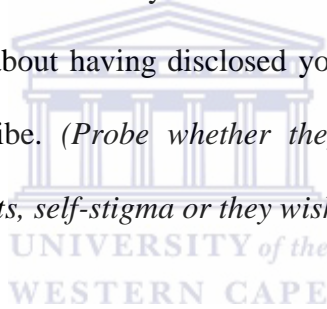 about having disclosed yo
ibe. (Probe whether the
ts, self-stigma or they wish
UNIVERSITY of the
WESTERN CAPE